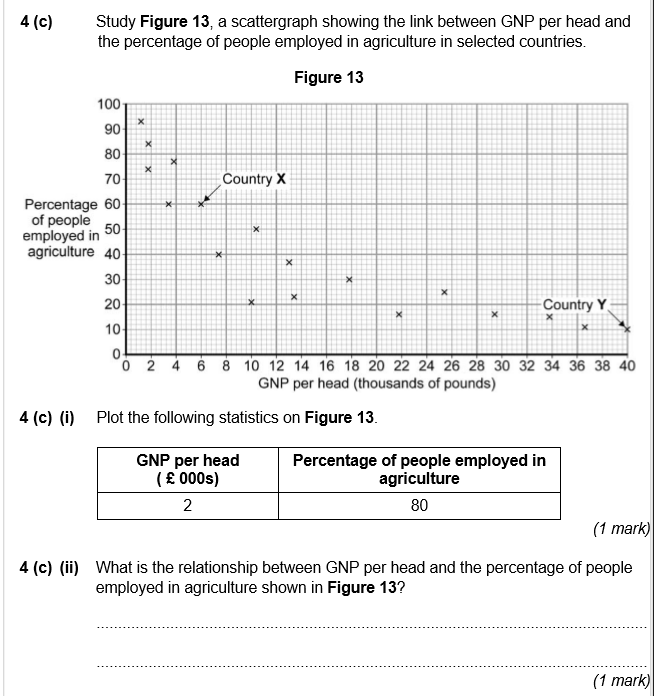 4 (c) Study Figure 13, a scattergraph showing the link between GNP per head and
the percentage of people employed in agriculture in selected countries.
Figure 13
100
90
80
70
60
50
40
30
20
10
0
Percentage
of people
employed in
agriculture
Country X
Country Y
0 2 4 6 8 10 12 14 16 18 20 22 24 26 28 30 32 34 36 38 40
GNP per head (thousands of pounds)
4 (c) (i) Plot the following statistics on Figure 13.
GNP per head
( £ 000s)
Percentage of people employed in
agriculture
2 80
(1 mark)
4 (c) (ii) What is the relationship between GNP per head and the percentage of people
employed in agriculture shown in Figure 13?
(1 mark)